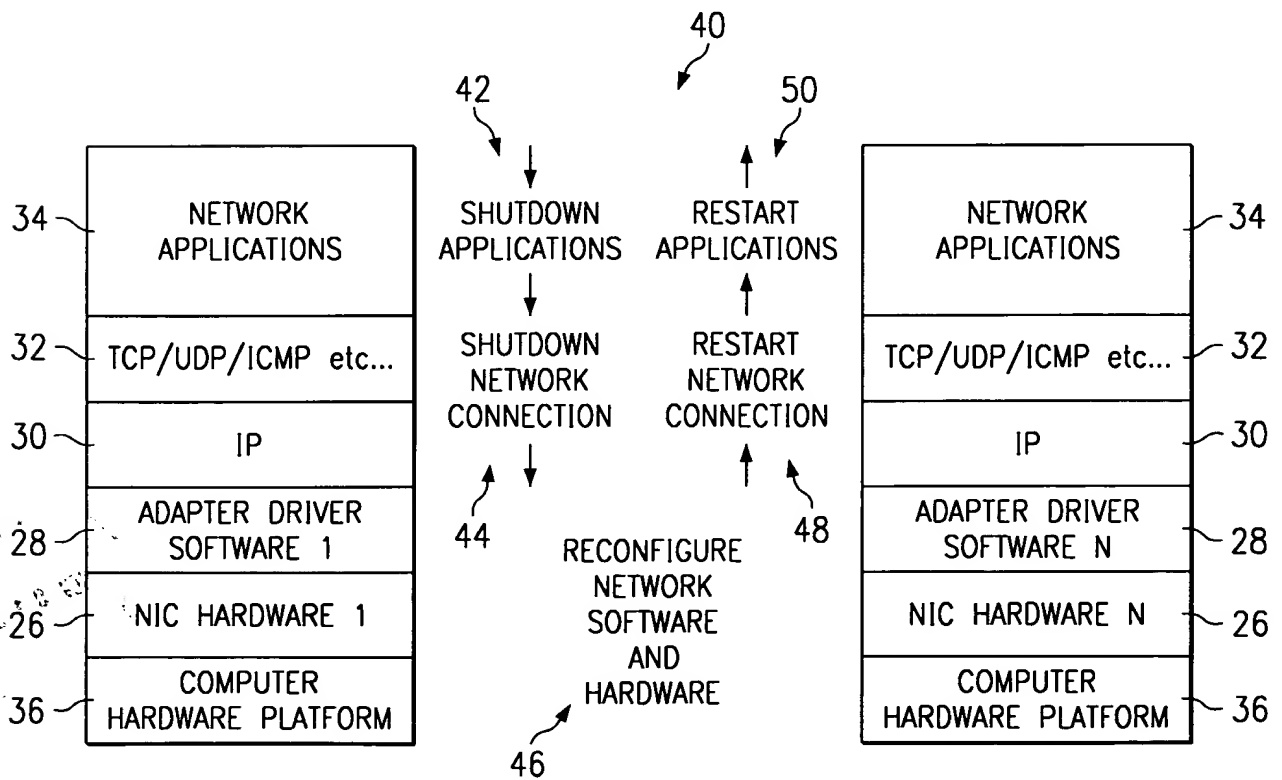 40
42
50
34
NETWORK
APPLICATIONS
32
TCP/UDP/ICMP etc...
30
IP
28
ADAPTER DRIVER
SOFTWARE 1
26
NIC HARDWARE 1
36
COMPUTER
HARDWARE PLATFORM
SHUTDOWN
APPLICATIONS
SHUTDOWN
NETWORK
CONNECTION
44
RECONFIGURE
NETWORK
SOFTWARE
AND
HARDWARE
46
RESTART
APPLICATIONS
RESTART
NETWORK
CONNECTION
48
NETWORK
APPLICATIONS
34
TCP/UDP/ICMP etc...
32
IP
30
ADAPTER DRIVER
SOFTWARE N
28
NIC HARDWARE N
26
COMPUTER
HARDWARE PLATFORM
36